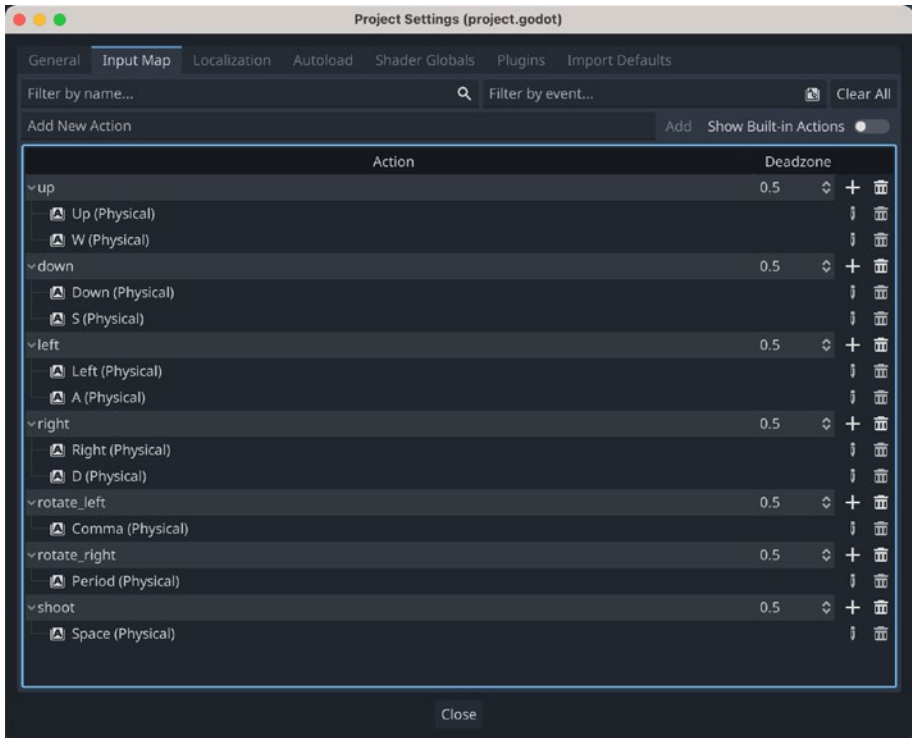 Project Settings (project.godot)
General Input Map Localization Autoload Shader Globals Plugins Import Defaults
Filter by name... Filter by event... Clear All
Add New Action Add Show Built-in Actions
Action Deadzone
up 0.5
Up (Physical)
W (Physical)
down 0.5
Down (Physical)
S (Physical)
left 0.5
Left (Physical)
A (Physical)
right 0.5
Right (Physical)
D (Physical)
rotate_left 0.5
Comma (Physical)
rotate_right 0.5
Period (Physical)
shoot 0.5
Space (Physical)
Close